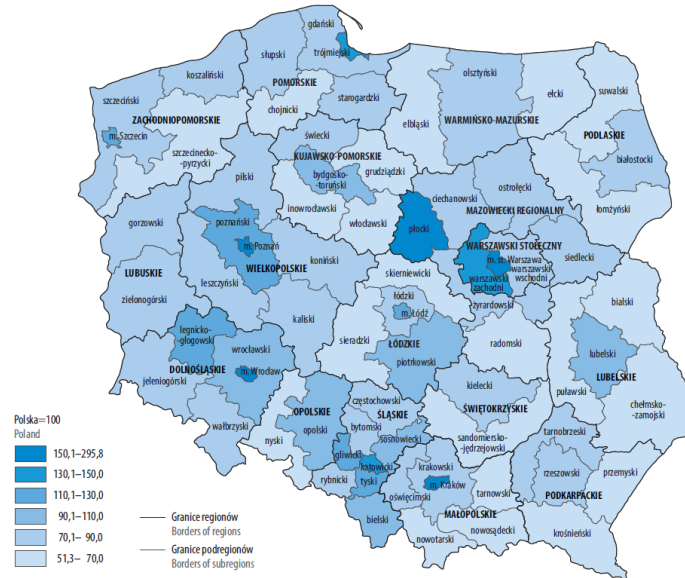 gdański
słupski
trójmiejski
koszaliński
POMORSKIE
olsztyński
ełcki
suwalski
szczeciński
chojnicki
starogardzki
WARMIŃSKO-MAZURSKIE
ZACHODNIOPOMORSKIE
elbląski
PODLASKIE
m. Szczecin
świecki
szczecinecko-
-pyrzycki
KUJAWSKO-POMORSKIE
białostocki
grudziądzki
bydgosko-
-toruński
pilski
ostrołęcki
inowrocławski
ciechanowski
łomżyński
gorzowski
włocławski
MAZOWIECKI REGIONALNY
poznański
płocki
m. Poznań
WARSZAWSKI STOŁECZNY
LUBUSKIE
koniński
m. st. Warszawa
siedlecki
WIELKOPOLSKIE
warszawski
wschodni
leszczyński
skierniewicki
warszawski
zachodni
zielonogórski
łódzki
żyrardowski
bialski
kaliski
m. Łódź
legnicko-
-głogowski
sieradzki
ŁÓDZKIE
radomski
wrocławski
lubelski
piotrkowski
DOLNOŚLĄSKIE
m. Wrocław
LUBELSKIE
jeleniogórski
kielecki
puławski
częstochowski
chełmsko-
-zamojski
OPOLSKIE
ŚLĄSKIE
ŚWIĘTOKRZYSKIE
wałbrzyski
opolski
bytomski
tarnobrzeski
nyski
sosnowiecki
sandomiersko-
-jędrzejowski
gliwicki
katowicki
krakowski
rzeszowski
przemyski
rybnicki
tyski
m. Kraków
oświęcimski
tarnowski
PODKARPACKIE
bielski
MAŁOPOLSKIE
nowosądecki
krośnieński
nowotarski
Polska=100
Poland
150,1–295,8
130,1–150,0
110,1–130,0
90,1–110,0
70,1– 90,0
51,3– 70,0
Granice regionów
Borders of regions
Granice podregionów
Borders of subregions